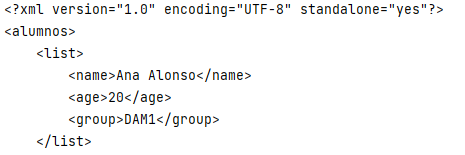 <?xml version="1.0" encoding="UTF-8" standalone="yes"?>
<alumnos>
    <list>
        <name>Ana Alonso</name>
        <age>20</age>
        <group>DAM1</group>
    </list>